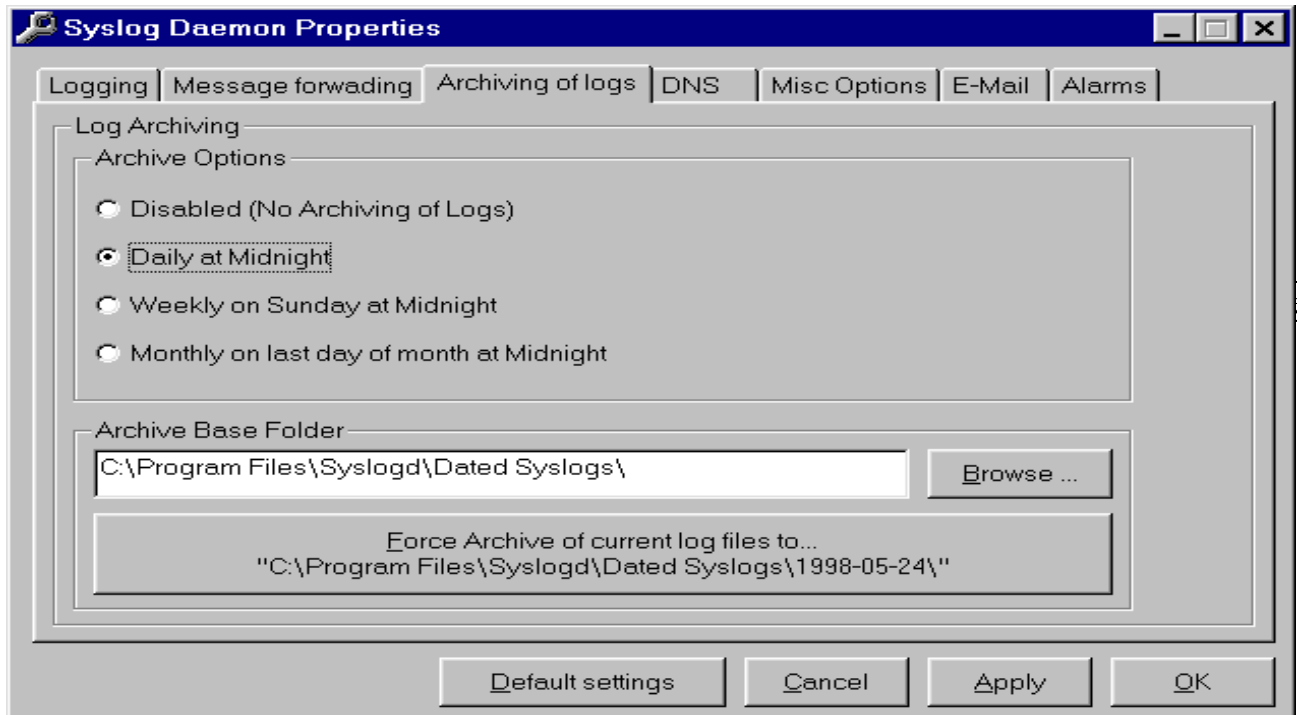 Syslog Daemon Properties
Logging Message forwading Archiving of logs DNS Misc Options E-Mail Alarms
Log Archiving
Archive Options
Disabled (No Archiving of Logs)
Daily at Midnight
Weekly on Sunday at Midnight
Monthly on last day of month at Midnight
Archive Base Folder
C:\Program Files\Syslogd\Dated Syslogs\
Browse ...
Force Archive of current log files to...
"C:\Program Files\Syslogd\Dated Syslogs\1998-05-24\"
Default settings Cancel Apply OK